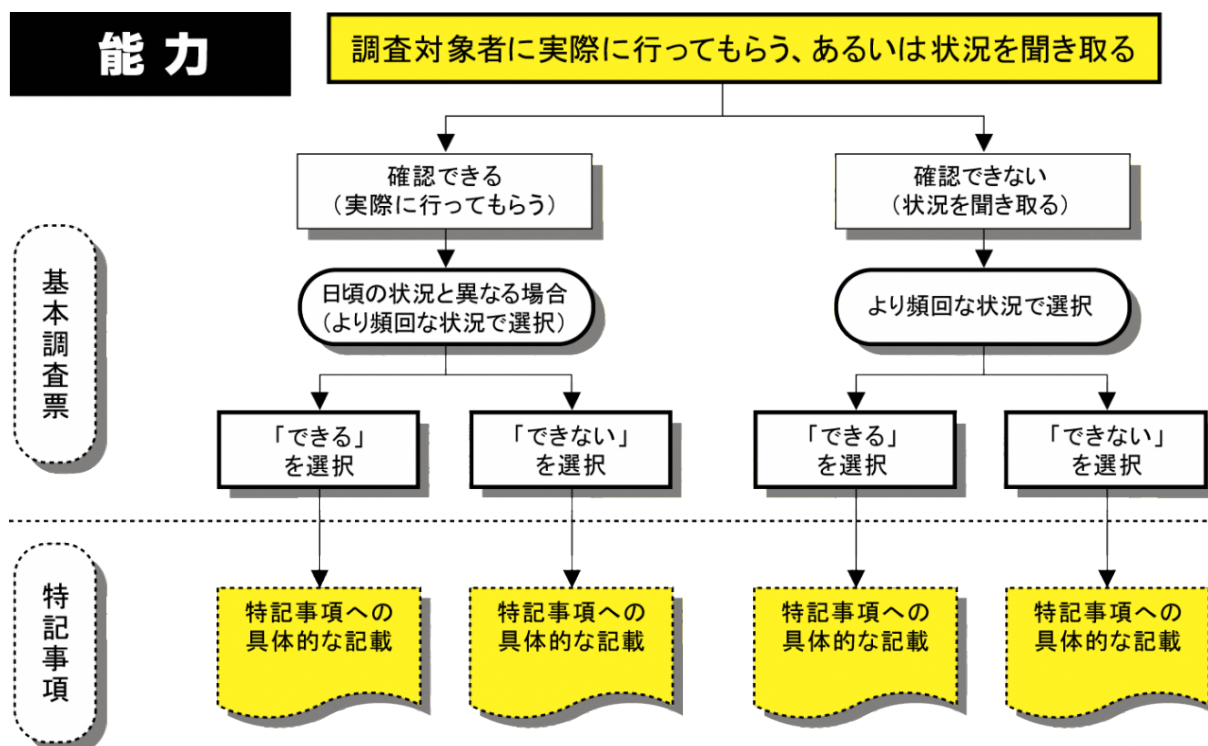 能力
調査対象者に実際に行ってもらう、あるいは状況を聞き取る
確認できる
（実際に行ってもらう）
確認できない
（状況を聞き取る）
基本調査票
日頃の状況と異なる場合
（より頻回な状況で選択）
より頻回な状況で選択
「できる」
を選択
「できない」
を選択
「できる」
を選択
「できない」
を選択
特記事項
特記事項への
具体的な記載
特記事項への
具体的な記載
特記事項への
具体的な記載
特記事項への
具体的な記載